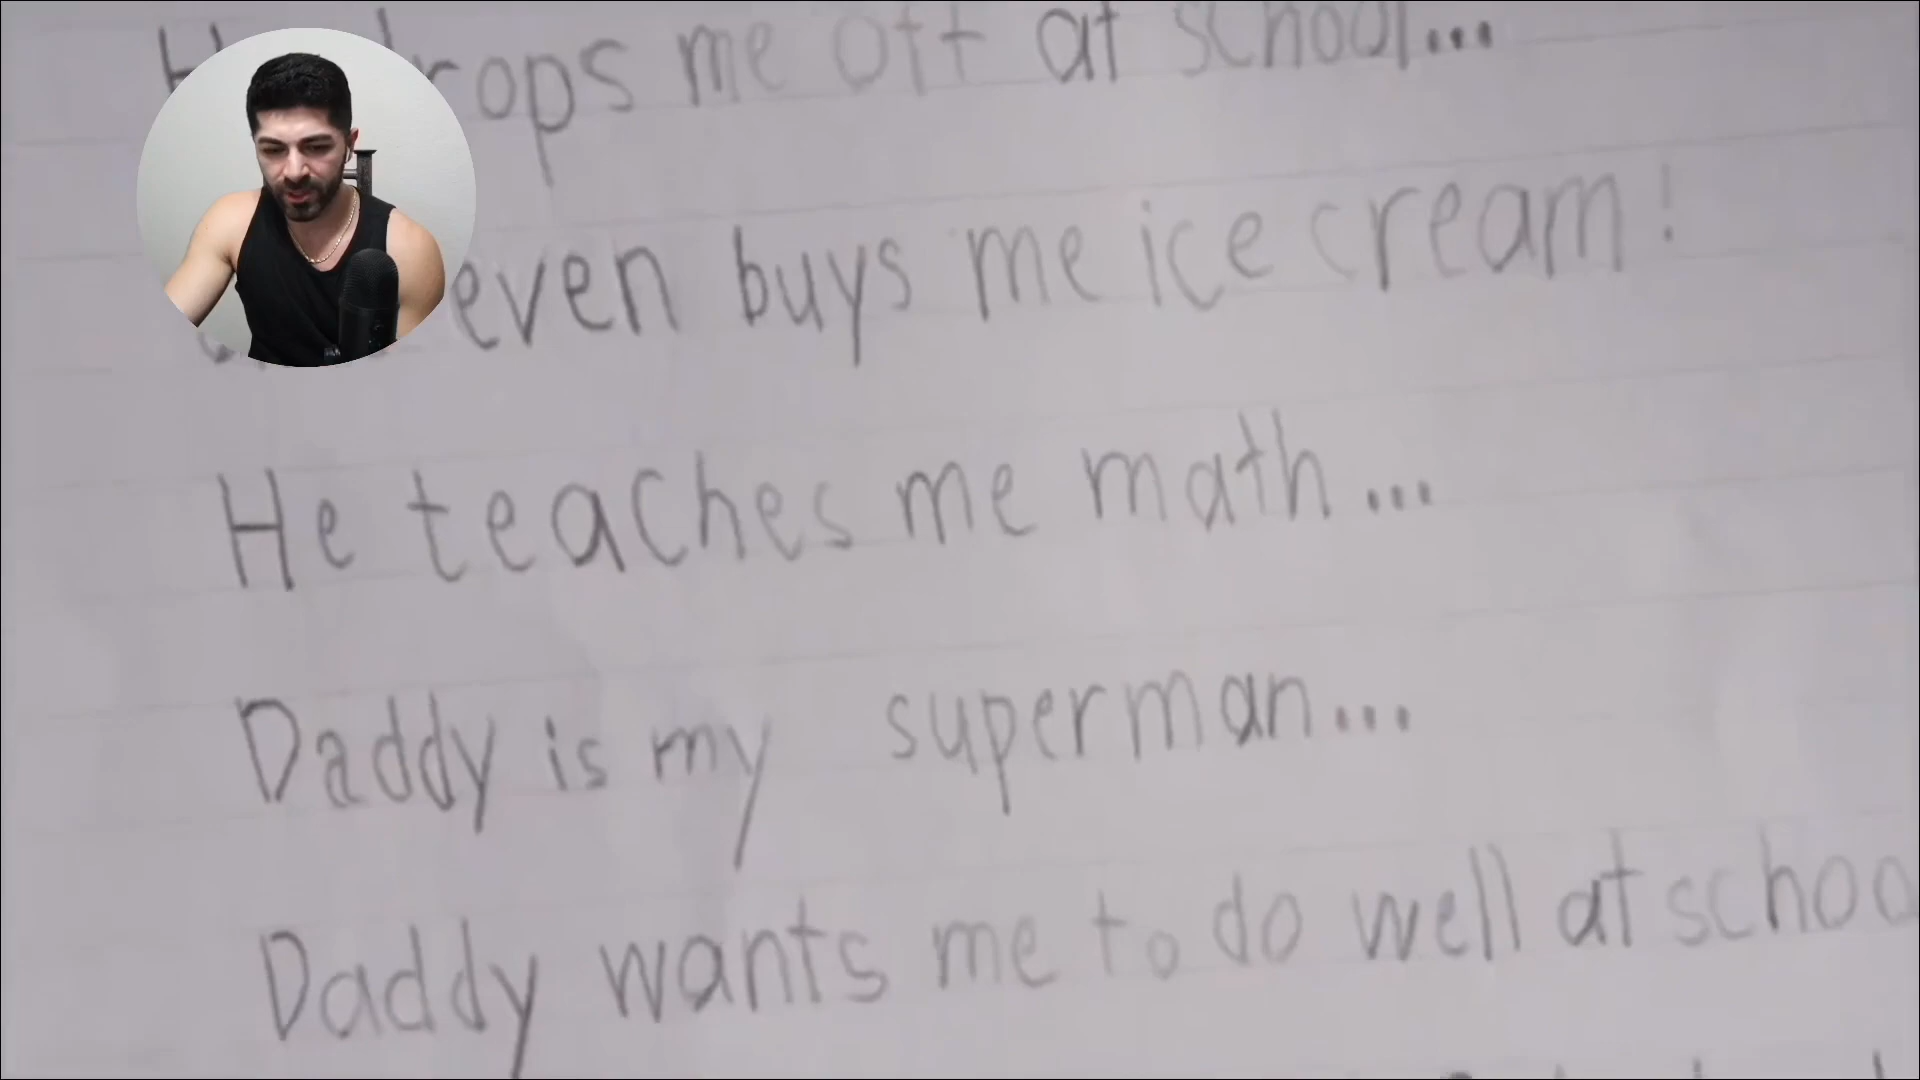 drops me off at school...
even buys me ice cream!
He teaches me math...
Daddy is my superman...
Daddy wants me to do well at schoo